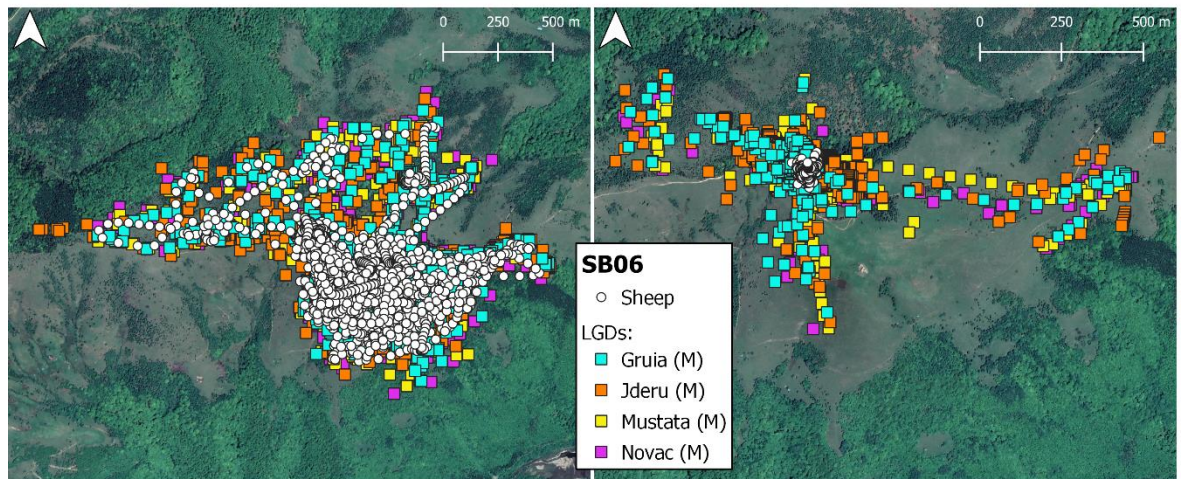 0 250 500 m
0 250 500 m
SB06
Sheep
LGDs:
Gruia (M)
Jderu (M)
Mustata (M)
Novac (M)